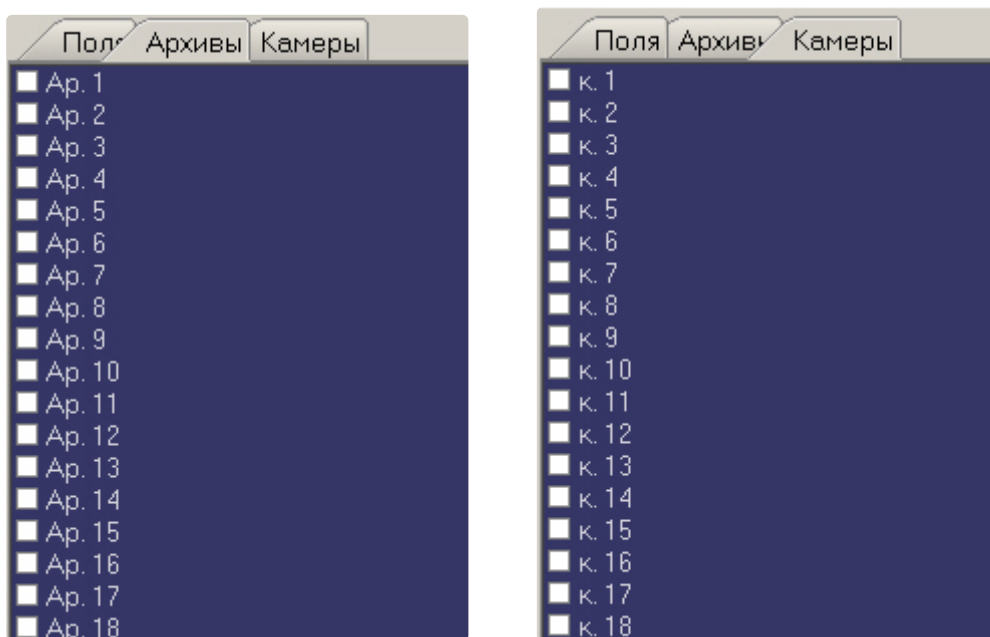 Поля Архивы Камеры
Ар. 1
Ар. 2
Ар. 3
Ар. 4
Ар. 5
Ар. 6
Ар. 7
Ар. 8
Ар. 9
Ар. 10
Ар. 11
Ар. 12
Ар. 13
Ар. 14
Ар. 15
Ар. 16
Ар. 17
Ар. 18
Поля Архивы Камеры
к. 1
к. 2
к. 3
к. 4
к. 5
к. 6
к. 7
к. 8
к. 9
к. 10
к. 11
к. 12
к. 13
к. 14
к. 15
к. 16
к. 17
к. 18